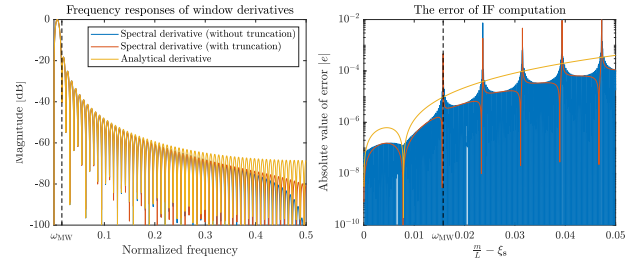 Frequency responses of window derivatives
Magnitude [dB]
0
-20
-40
-60
-80
-100
Spectral derivative (without truncation)
Spectral derivative (with truncation)
Analytical derivative
ω_MW 0.1 0.2 0.3 0.4 0.5
Normalized frequency
The error of IF computation
Absolute value of error |e|
10^-2
10^-4
10^-6
10^-8
10^-10
0 0.01 ω_MW 0.02 0.03 0.04 0.05
m/L − ξ_s